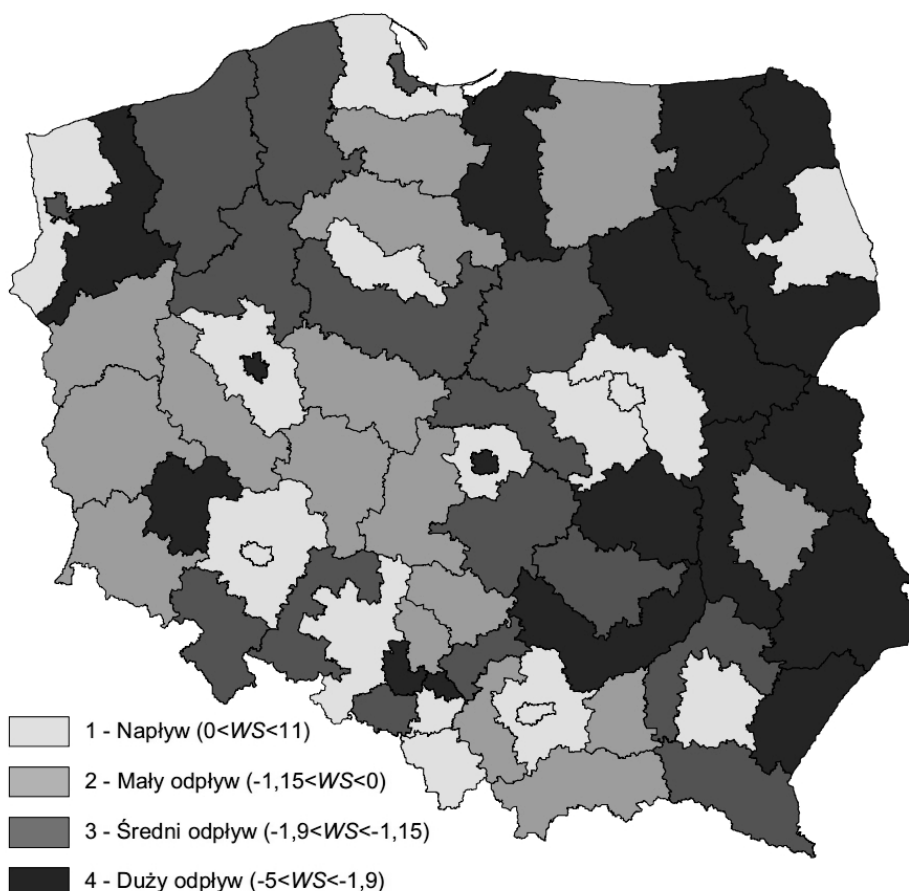 1 - Napływ (0<WS<11)
2 - Mały odpływ (-1,15<WS<0)
3 - Średni odpływ (-1,9<WS<-1,15)
4 - Duży odpływ (-5<WS<-1,9)